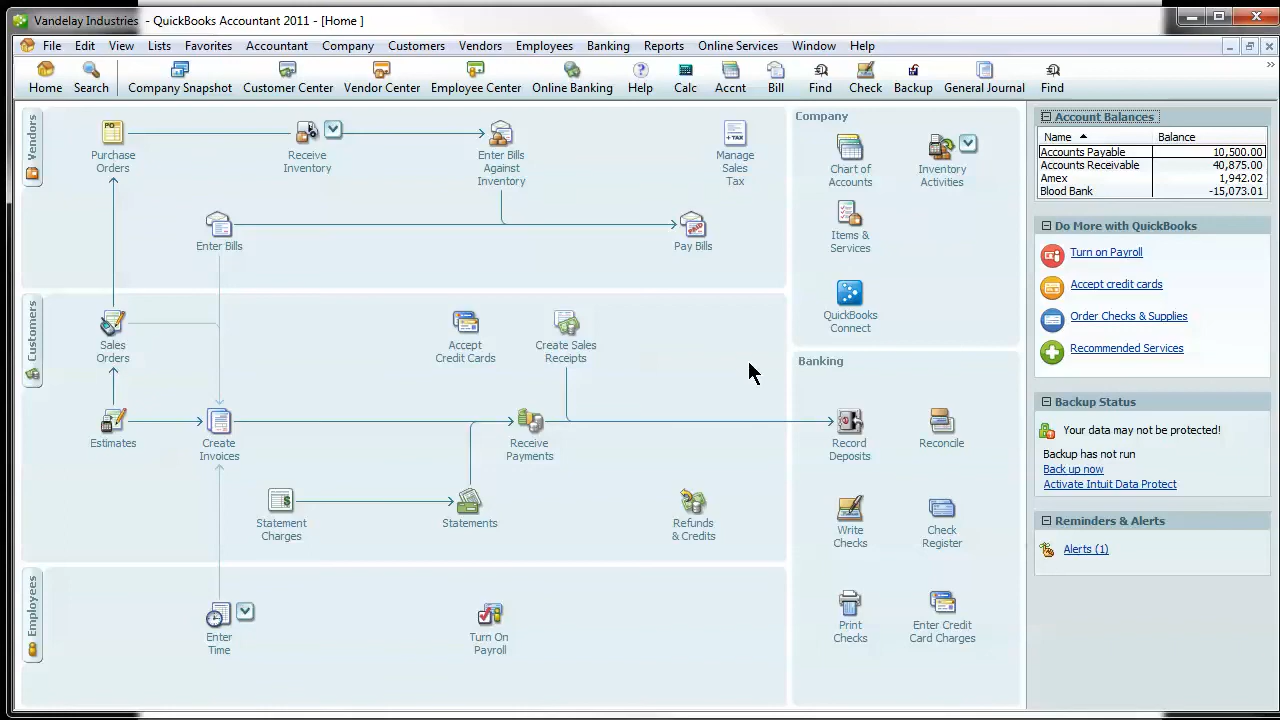 Vandelay Industries - QuickBooks Accountant 2011 - [Home ]
File Edit View Lists Favorites Accountant Company Customers Vendors Employees Banking Reports Online Services Window Help
Home Search Company Snapshot Customer Center Vendor Center Employee Center Online Banking Help Calc Accnt Bill Find Check Backup General Journal Find
Vendors
PO
Purchase
Orders
Receive
Inventory
Enter Bills
Against
Inventory
+ TAX
Manage
Sales
Tax
Enter Bills
Pay Bills
Customers
Sales
Orders
Accept
Credit Cards
Create Sales
Receipts
Estimates
Create
Invoices
Receive
Payments
Statement
Charges
Statements
Refunds
& Credits
Employees
Enter
Time
Turn On
Payroll
Company
Chart of
Accounts
Inventory
Activities
Items &
Services
QuickBooks
Connect
Banking
Record
Deposits
Reconcile
Write
Checks
Check
Register
Print
Checks
Enter Credit
Card Charges
Account Balances
Name Balance
Accounts Payable 10,500.00
Accounts Receivable 40,875.00
Amex 1,942.02
Blood Bank -15,073.01
Do More with QuickBooks
Turn on Payroll
Accept credit cards
Order Checks & Supplies
Recommended Services
Backup Status
Your data may not be protected!
Backup has not run
Back up now
Activate Intuit Data Protect
Reminders & Alerts
Alerts (1)